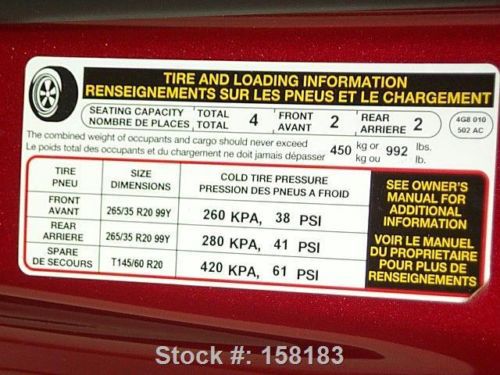 TIRE AND LOADING INFORMATION
RENSEIGNEMENTS SUR LES PNEUS ET LE CHARGEMENT
SEATING CAPACITY TOTAL 4 FRONT 2 REAR 2
NOMBRE DE PLACES TOTAL AVANT ARRIERE
4G8 010
502 AC
The combined weight of occupants and cargo should never exceed 450 kg or 992 lbs.
Le poids total des occupants et du chargement ne doit jamais dépasser kg ou lb.
TIRE SIZE COLD TIRE PRESSURE
PNEU DIMENSIONS PRESSION DES PNEUS A FROID
FRONT
AVANT 265/35 R20 99Y 260 KPA, 38 PSI
REAR
ARRIERE 265/35 R20 99Y 280 KPA, 41 PSI
SPARE
DE SECOURS T145/60 R20 420 KPA, 61 PSI
SEE OWNER'S
MANUAL FOR
ADDITIONAL
INFORMATION
VOIR LE MANUEL
DU PROPRIETAIRE
POUR PLUS DE
RENSEIGNEMENTS
Stock #: 158183